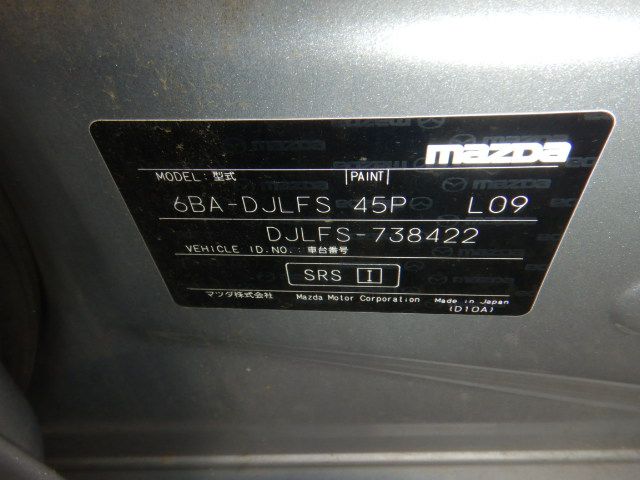 mazda
MODEL: 型式 PAINT
6BA-DJLFS 45P L09
DJLFS-738422
VEHICLE ID.NO.: 車台番号
SRS I
マツダ株式会社 Mazda Motor Corporation Made in Japan
(D10A)